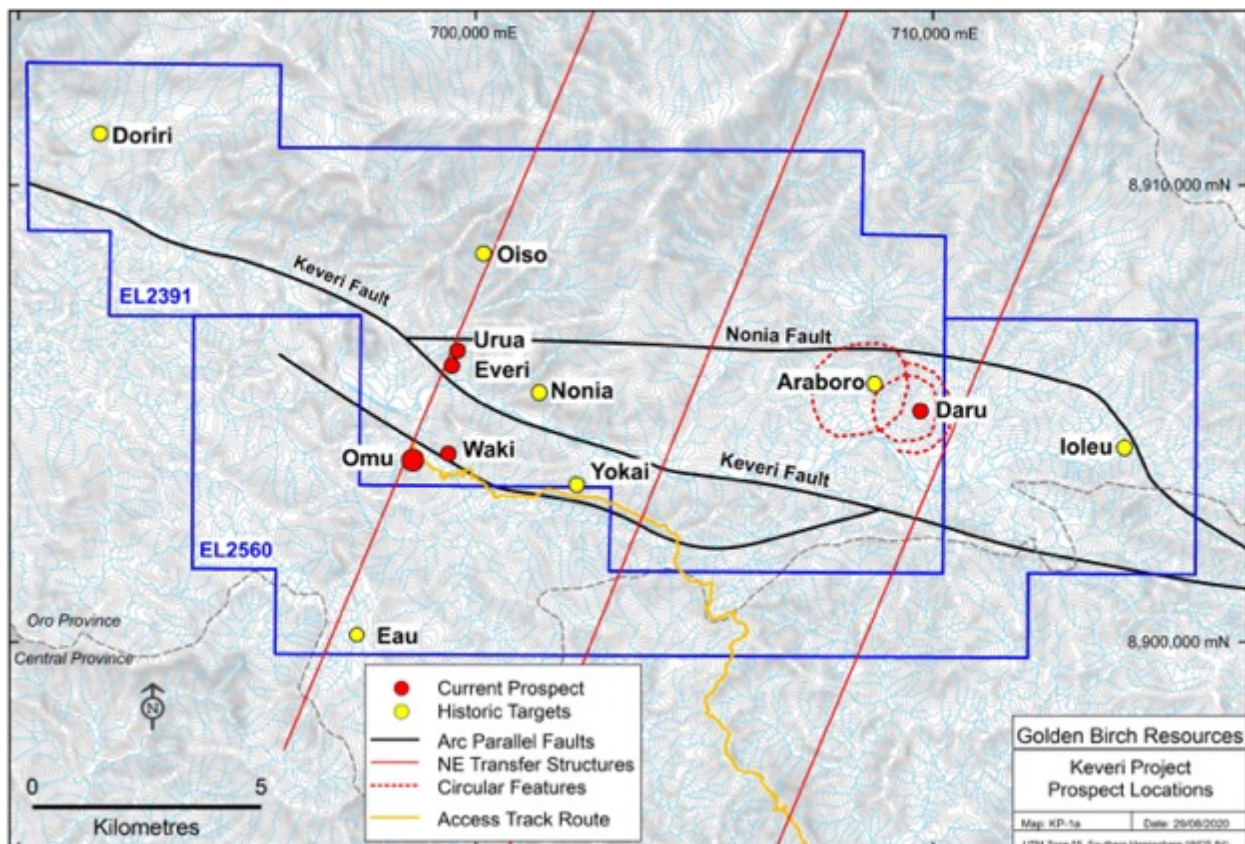 700,000 mE
710,000 mE
Doriri
8,910,000 mN
Oiso
Keveri Fault
EL2391
Urua
Nonia Fault
Everi
Araboro
Nonia
Daru
Ioleu
Waki
Omu
Yokai
Keveri Fault
EL2560
Oro Province
Eau
8,900,000 mN
Central Province
N
Current Prospect
Historic Targets
Arc Parallel Faults
NE Transfer Structures
Circular Features
Access Track Route
0 5
Kilometres
Golden Birch Resources
Keveri Project
Prospect Locations
Map: KP-1a Date: 29/08/2020